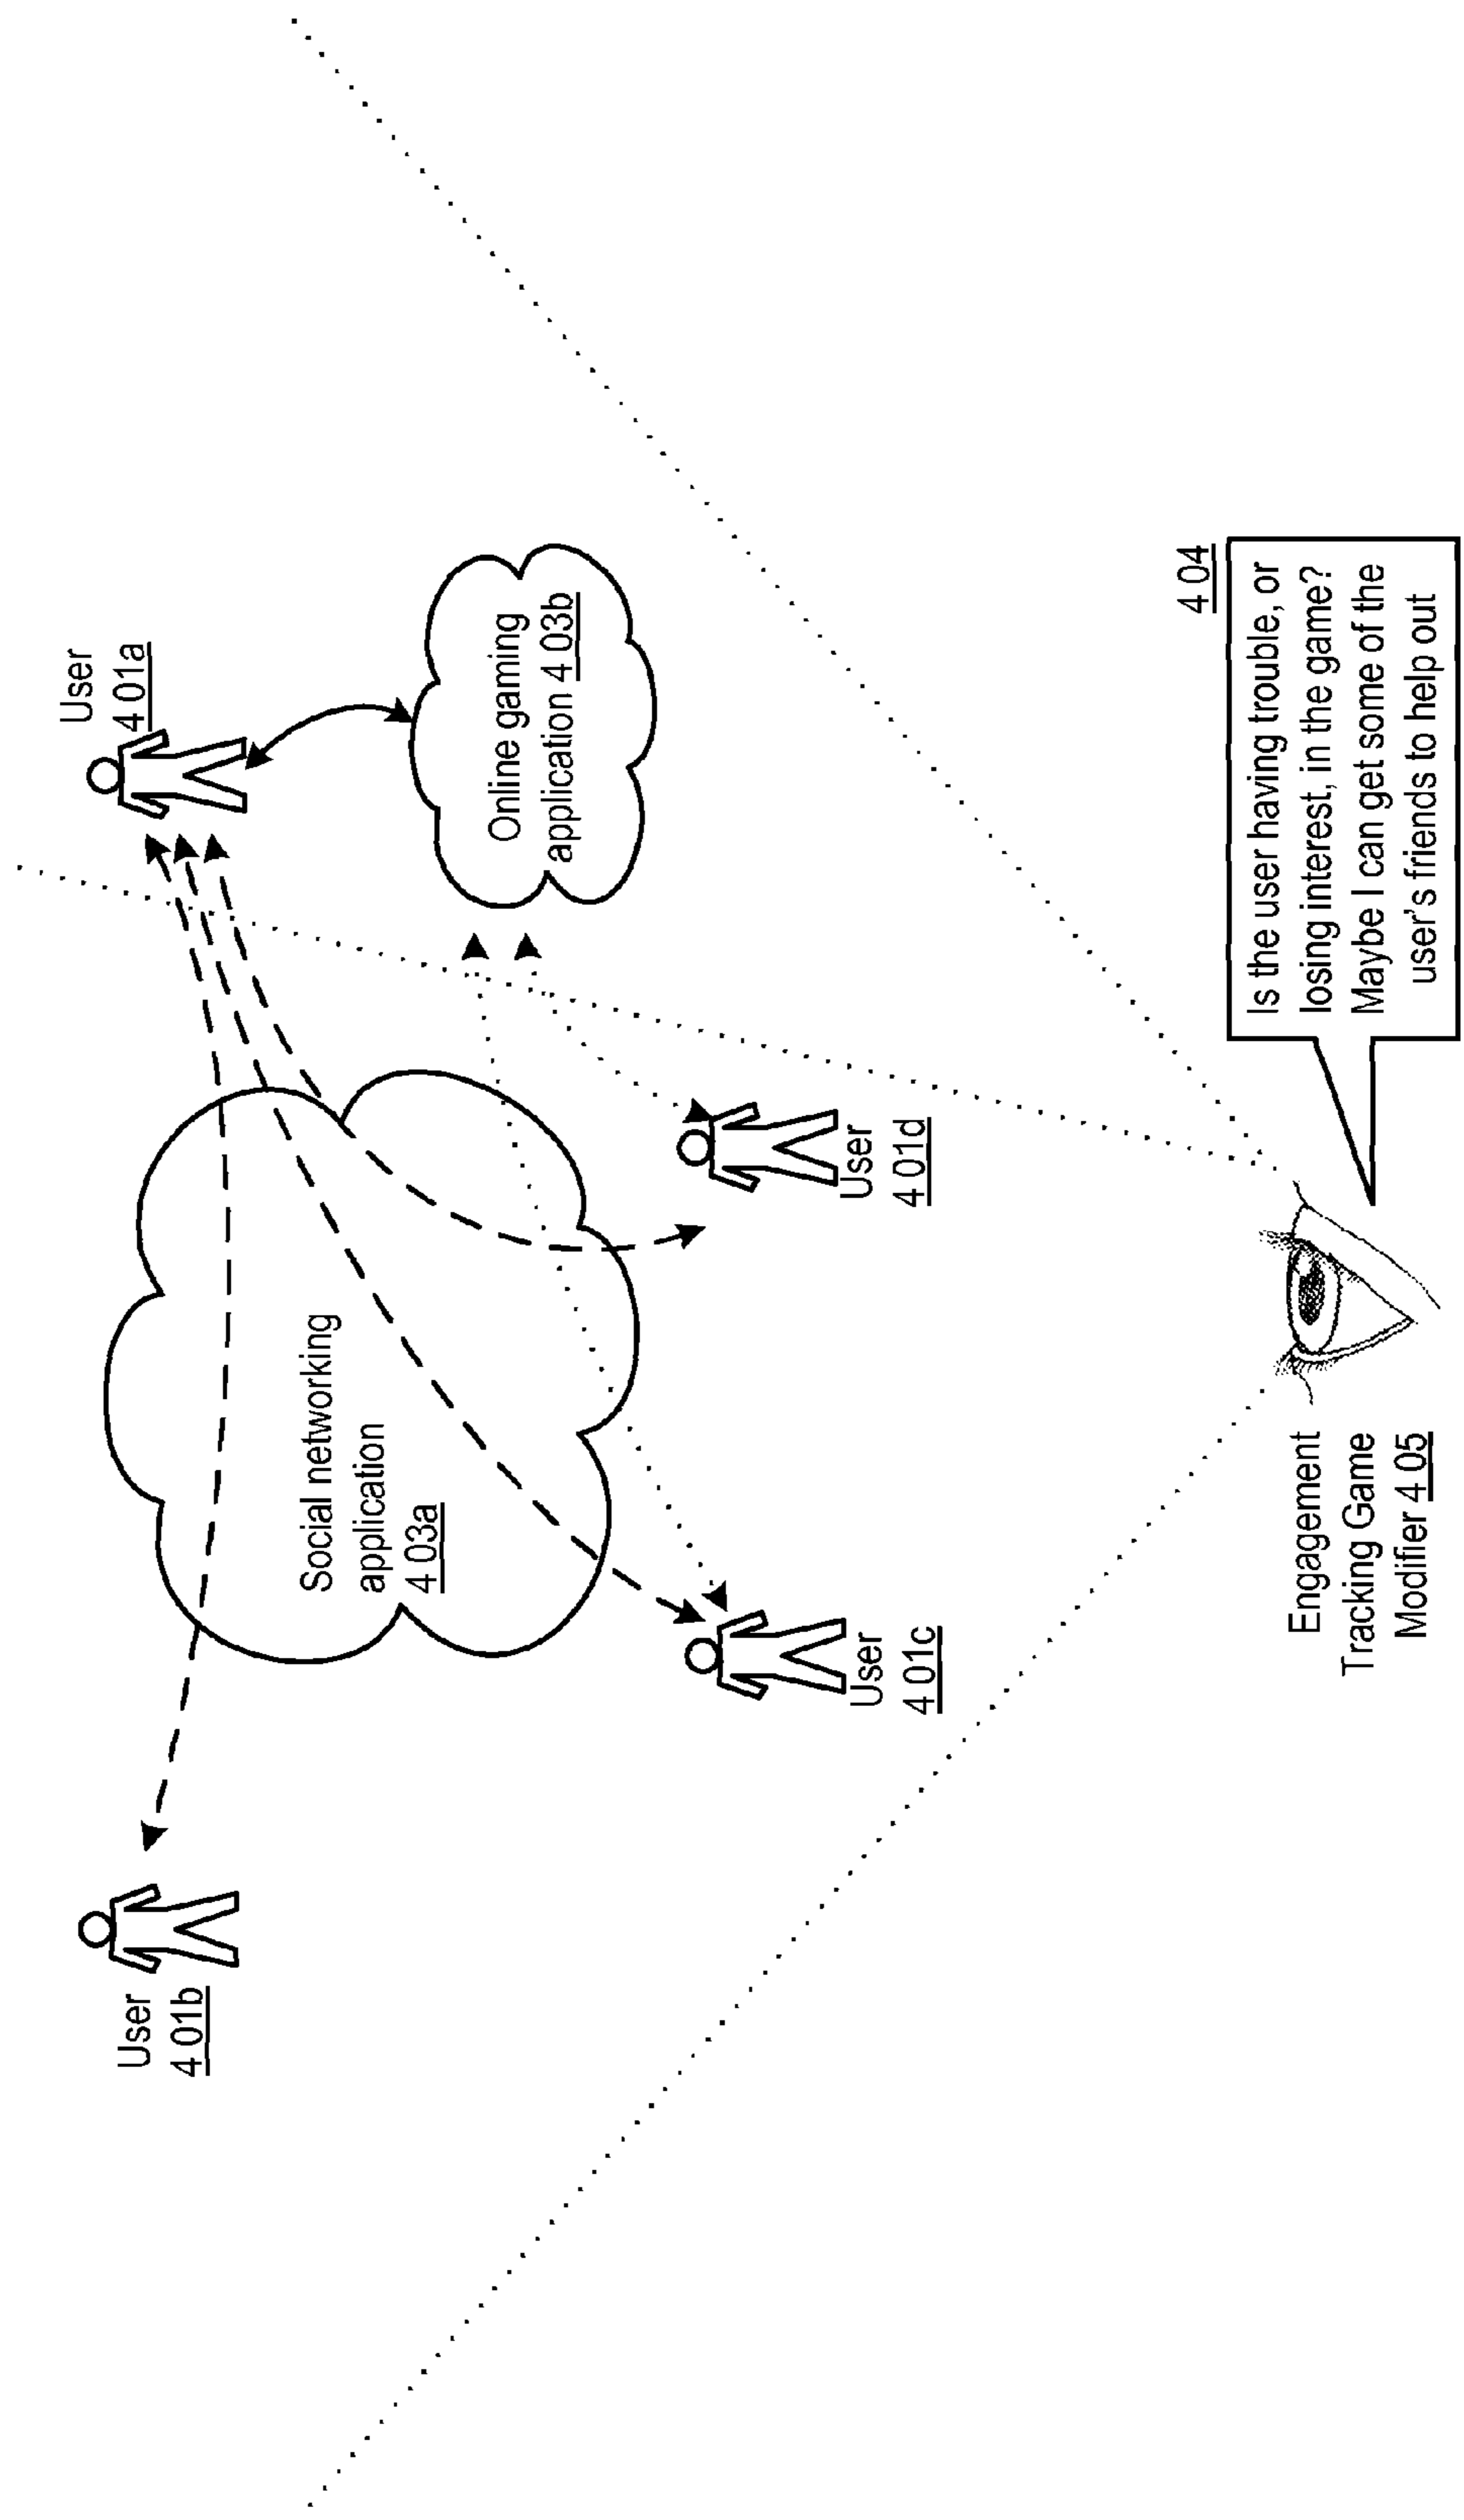 User
401b
User
401a
Social networking
application
403a
Online gaming
application 403b
User
401c
User
401d
Engagement
Tracking Game
Modifier 405
404
Is the user having trouble, or
losing interest, in the game?
Maybe I can get some of the
user's friends to help out